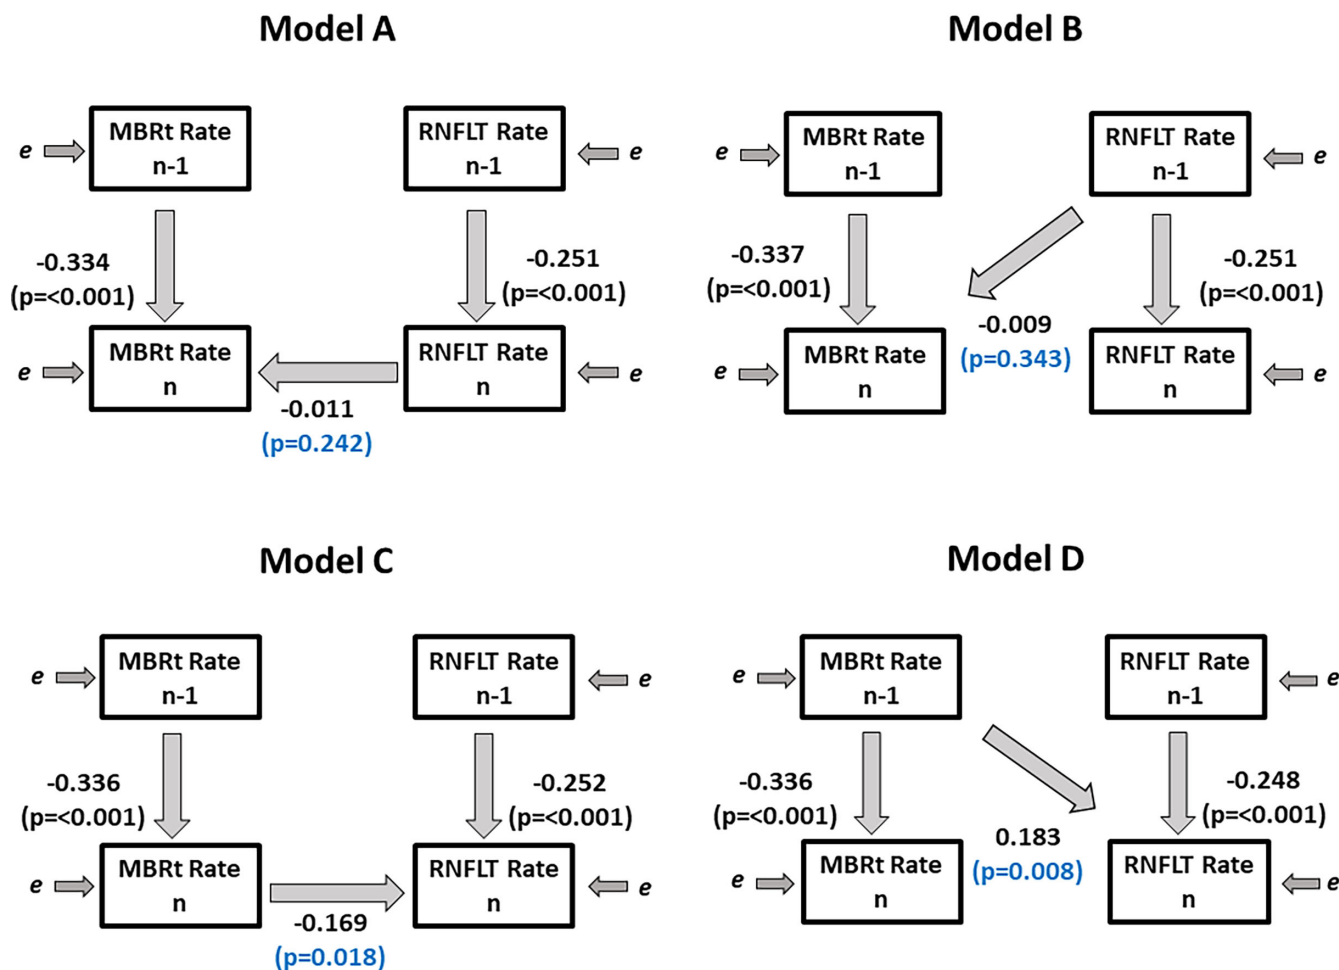 Model A
MBRt Rate
n-1
RNFLT Rate
n-1
e
e
-0.334
(p=<0.001)
-0.251
(p=<0.001)
MBRt Rate
n
RNFLT Rate
n
e
e
-0.011
(p=0.242)
Model B
MBRt Rate
n-1
RNFLT Rate
n-1
e
e
-0.337
(p=<0.001)
-0.251
(p=<0.001)
-0.009
(p=0.343)
MBRt Rate
n
RNFLT Rate
n
e
e
Model C
MBRt Rate
n-1
RNFLT Rate
n-1
e
e
-0.336
(p=<0.001)
-0.252
(p=<0.001)
MBRt Rate
n
RNFLT Rate
n
e
e
-0.169
(p=0.018)
Model D
MBRt Rate
n-1
RNFLT Rate
n-1
e
e
-0.336
(p=<0.001)
-0.248
(p=<0.001)
0.183
(p=0.008)
MBRt Rate
n
RNFLT Rate
n
e
e